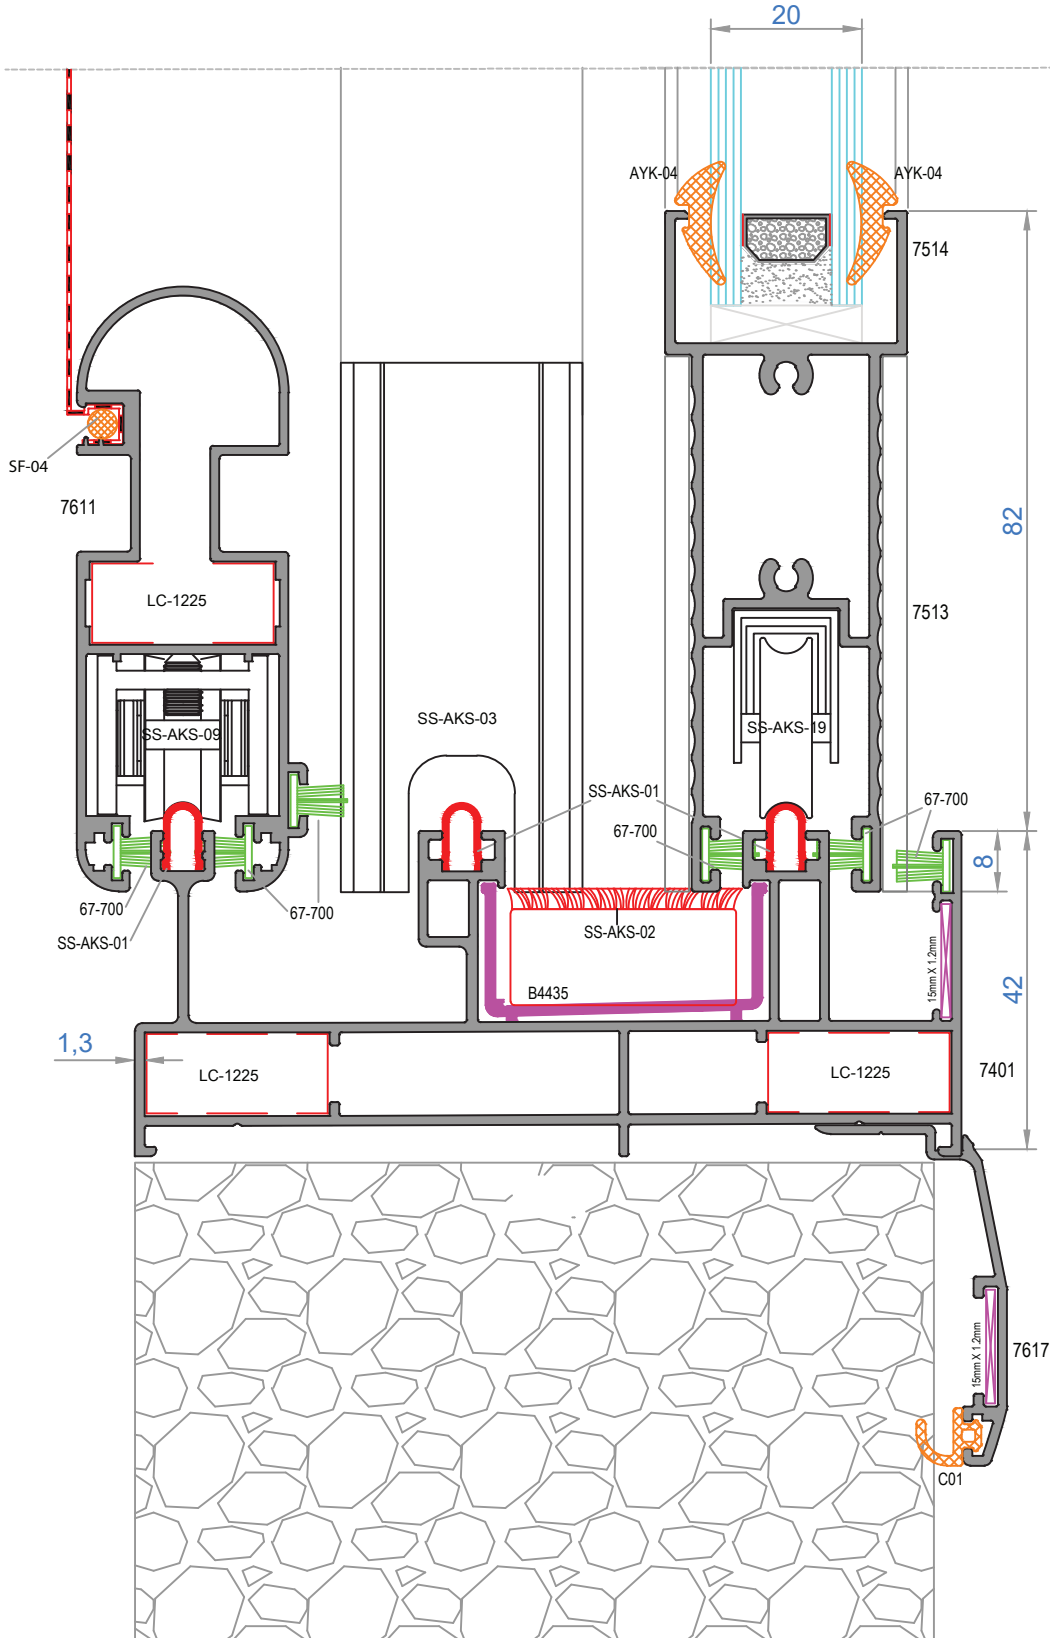 20
AYK-04
AYK-04
7514
SF-04
7611
82
LC-1225
7513
SS-AKS-03
SS-AKS-09
SS-AKS-19
SS-AKS-01
67-700
67-700
8
67-700
67-700
SS-AKS-01
SS-AKS-02
15mm X 1.2mm
B4435
42
1,3
LC-1225
LC-1225
7401
15mm X 1.2mm
7617
C01